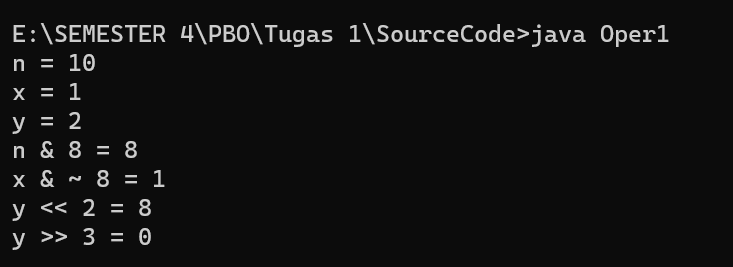 E:\SEMESTER 4\PBO\Tugas 1\SourceCode>java Oper1
n = 10
x = 1
y = 2
n & 8 = 8
x & ~ 8 = 1
y << 2 = 8
y >> 3 = 0